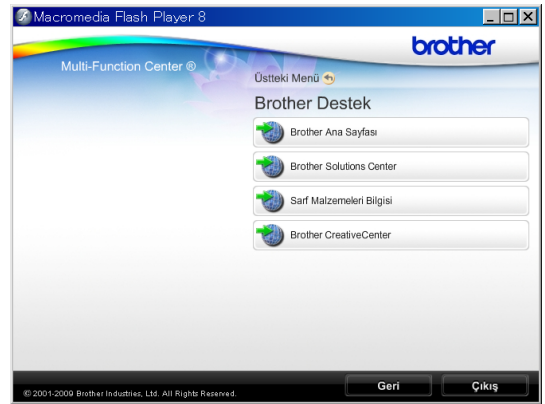 Macromedia Flash Player 8
brother
Multi-Function Center ®
Üstteki Menü
Brother Destek
Brother Ana Sayfası
Brother Solutions Center
Sarf Malzemeleri Bilgisi
Brother CreativeCenter
Geri
Çıkış
© 2001-2009 Brother Industries, Ltd. All Rights Reserved.